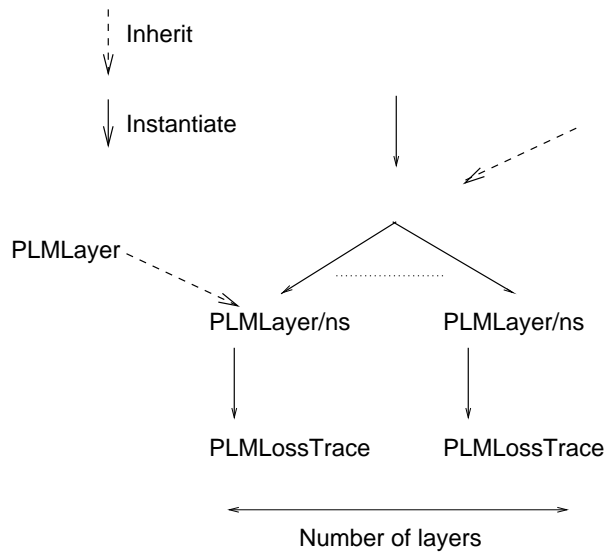 Inherit
Instantiate
PLMLayer
PLMLayer/ns PLMLayer/ns
PLMLossTrace PLMLossTrace
Number of layers